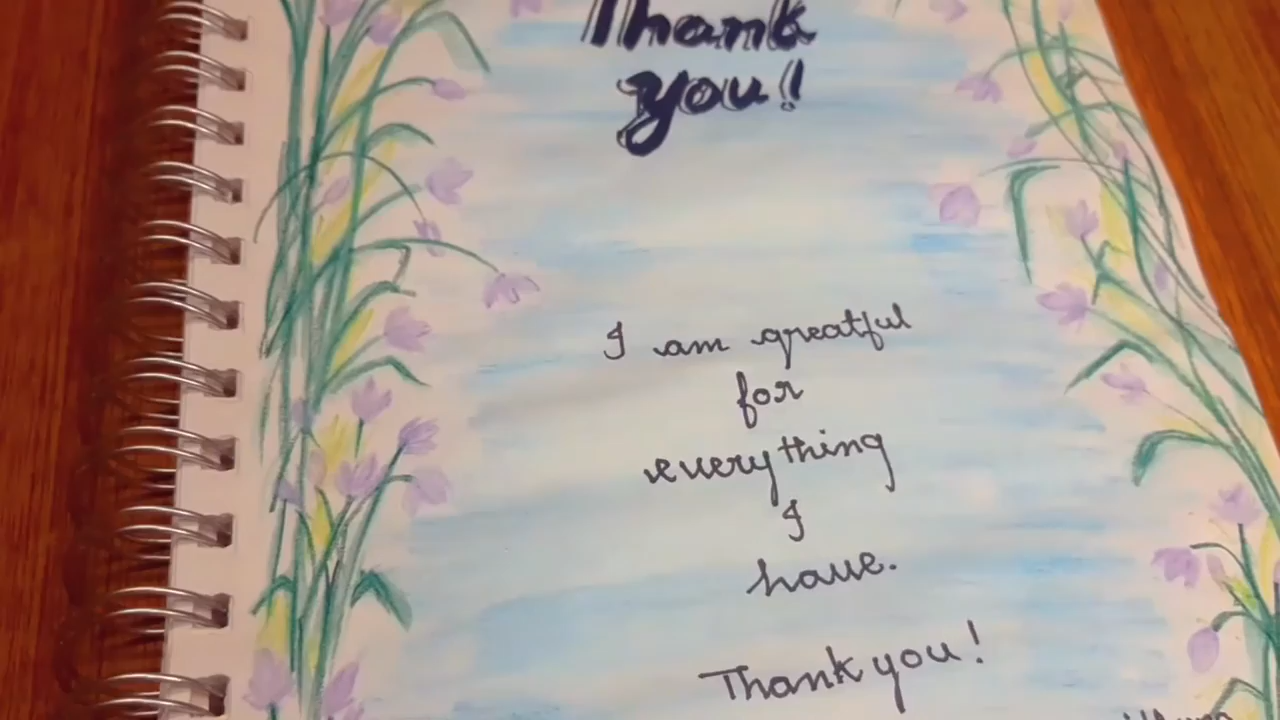 Thank
you!
I am greatful
for
everything
I
have.
Thank you!